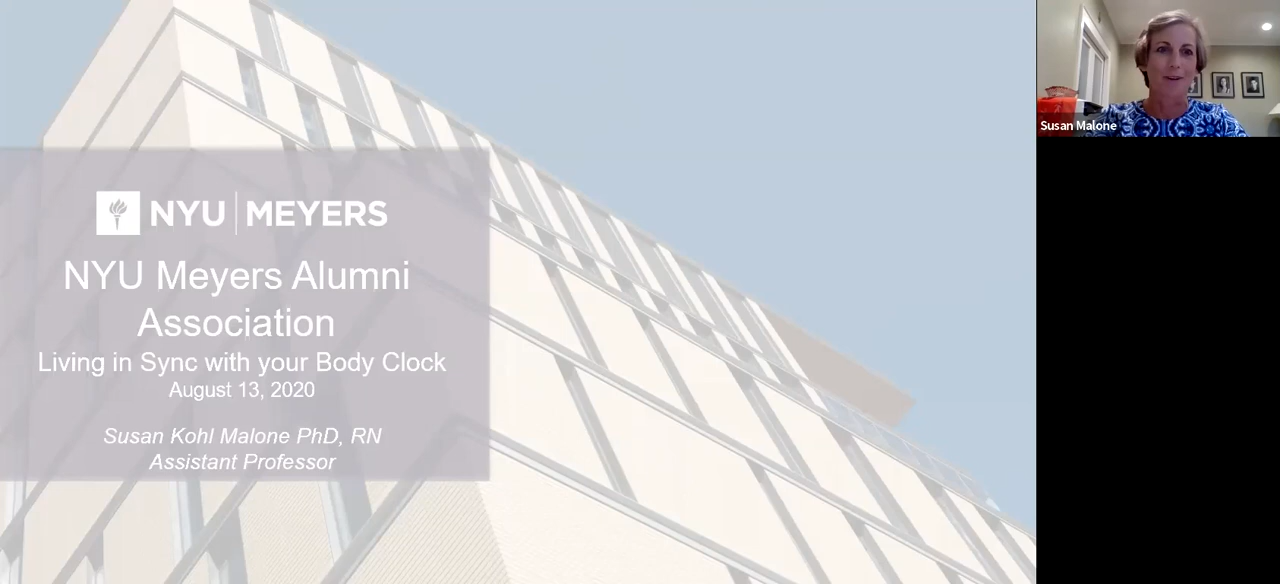 NYU | MEYERS
NYU Meyers Alumni
Association
Living in Sync with your Body Clock
August 13, 2020
Susan Kohl Malone PhD, RN
Assistant Professor
Susan Malone